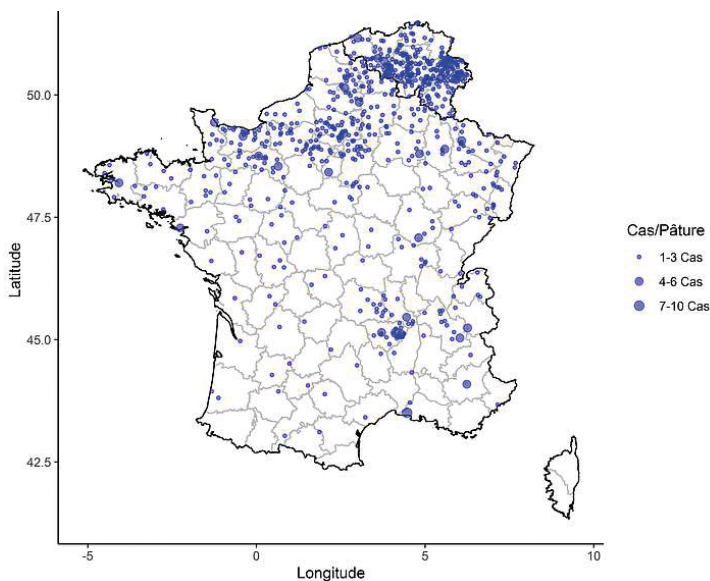 50.0
47.5
45.0
42.5
Latitude
-5
0
5
10
Longitude
Cas/Pâture
1-3 Cas
4-6 Cas
7-10 Cas